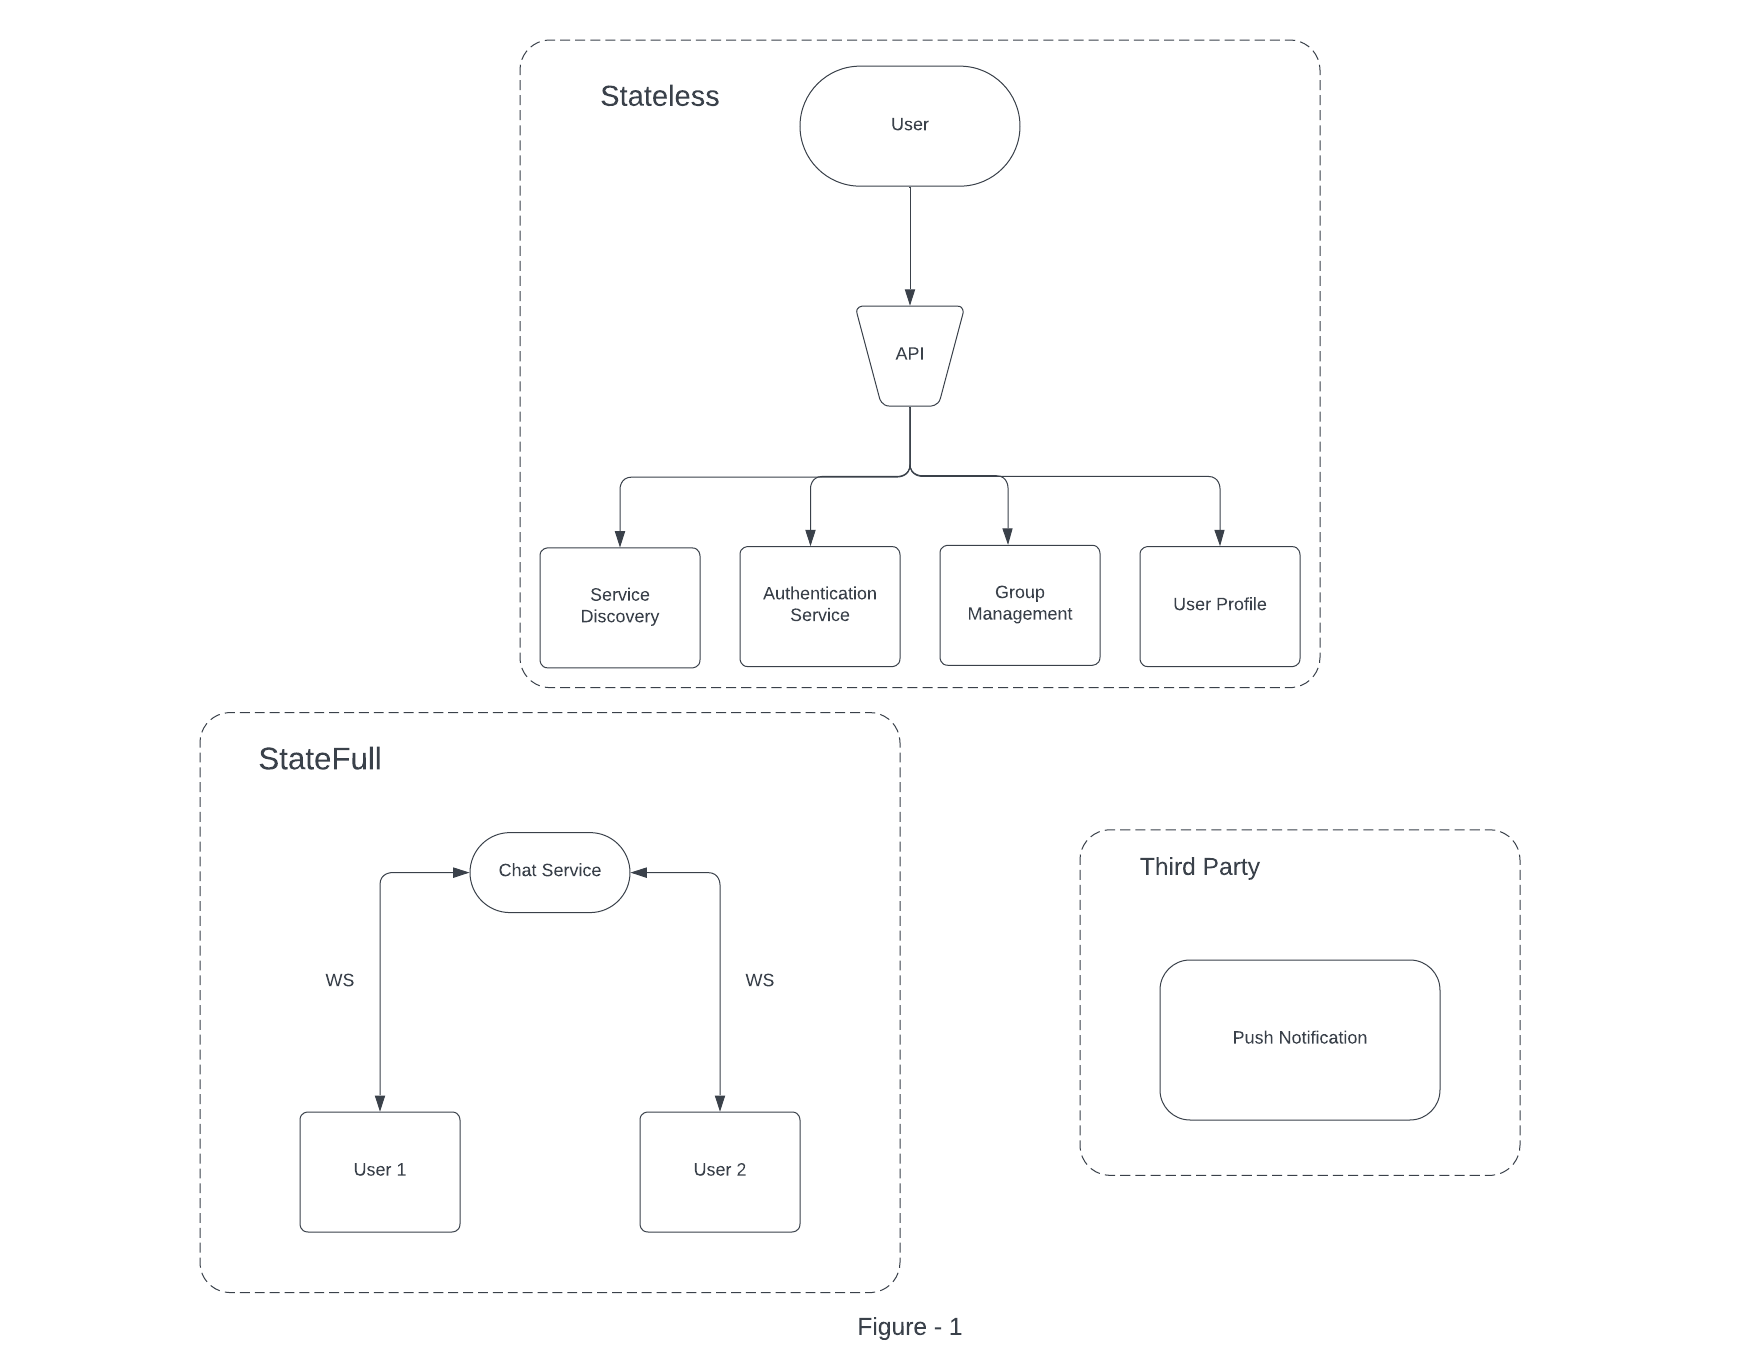 Stateless
User
API
Service
Discovery
Authentication
Service
Group
Management
User Profile
StateFull
Chat Service
WS
WS
User 1
User 2
Third Party
Push Notification
Figure - 1